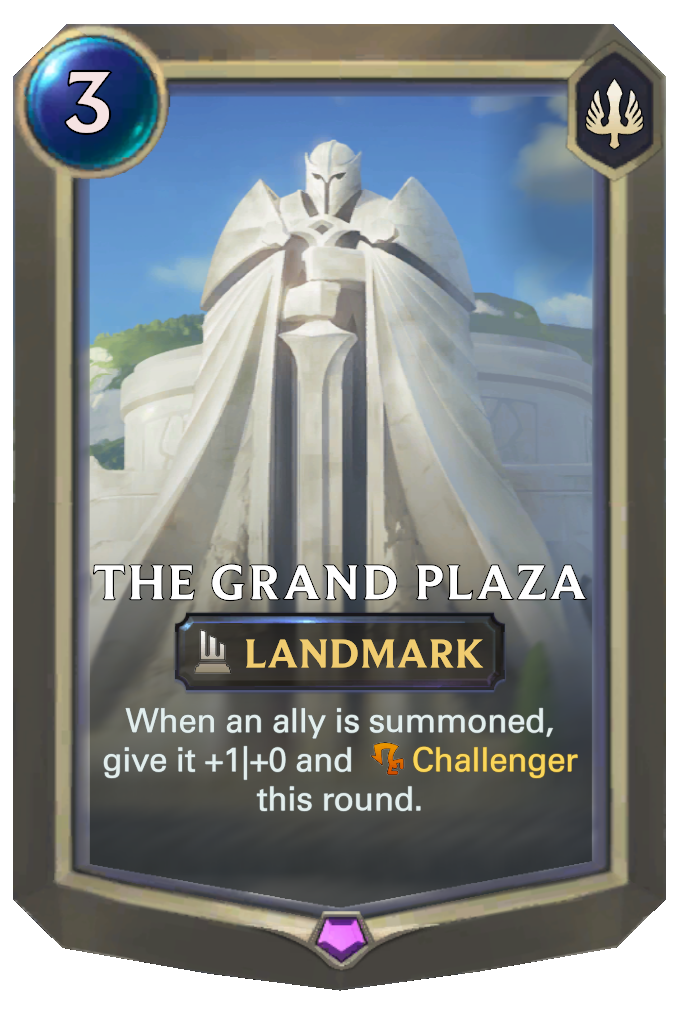 3
THE GRAND PLAZA
LANDMARK
When an ally is summoned,
give it +1|+0 and Challenger
this round.